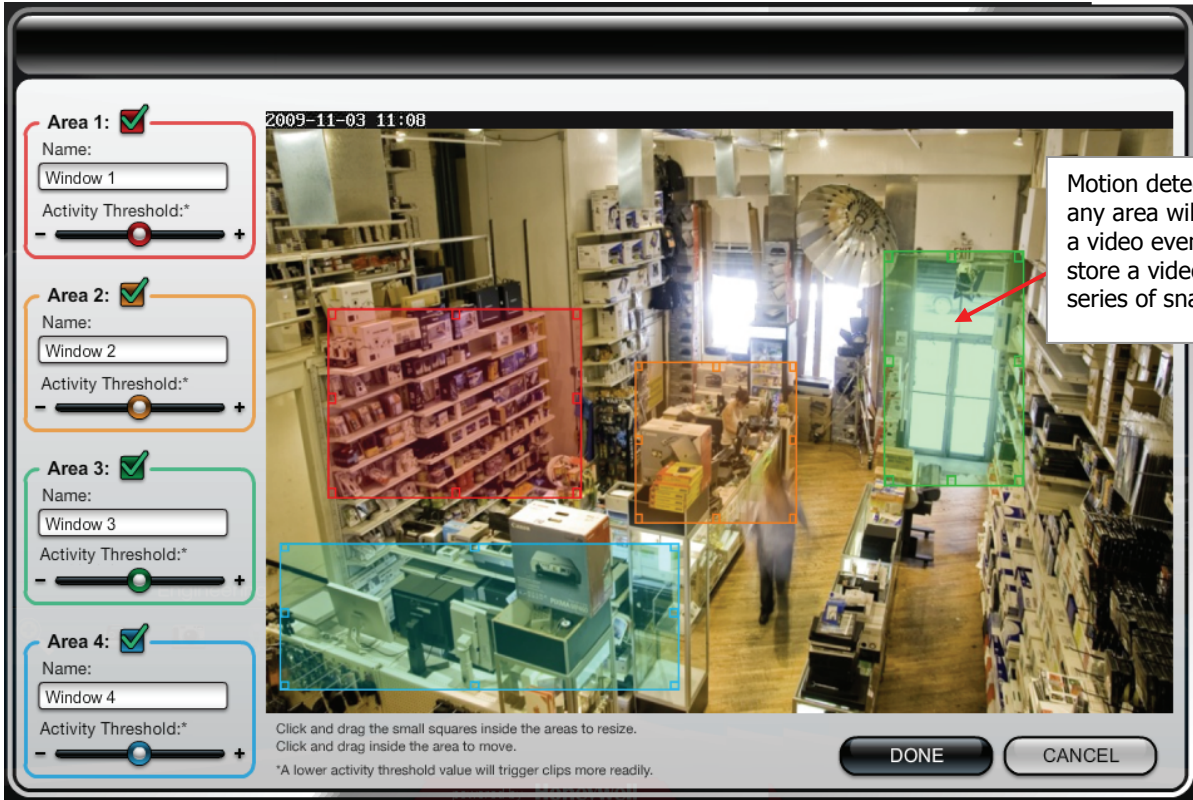 Area 1:
Name:
Window 1
Activity Threshold:*
- +
Area 2:
Name:
Window 2
Activity Threshold:*
- +
Area 3:
Name:
Window 3
Activity Threshold:*
- +
Area 4:
Name:
Window 4
Activity Threshold:*
- +
2009-11-03 11:08
Motion dete
any area wil
a video ever
store a video
series of sna
Click and drag the small squares inside the areas to resize.
Click and drag inside the area to move.
*A lower activity threshold value will trigger clips more readily.
DONE
CANCEL
Honeywell